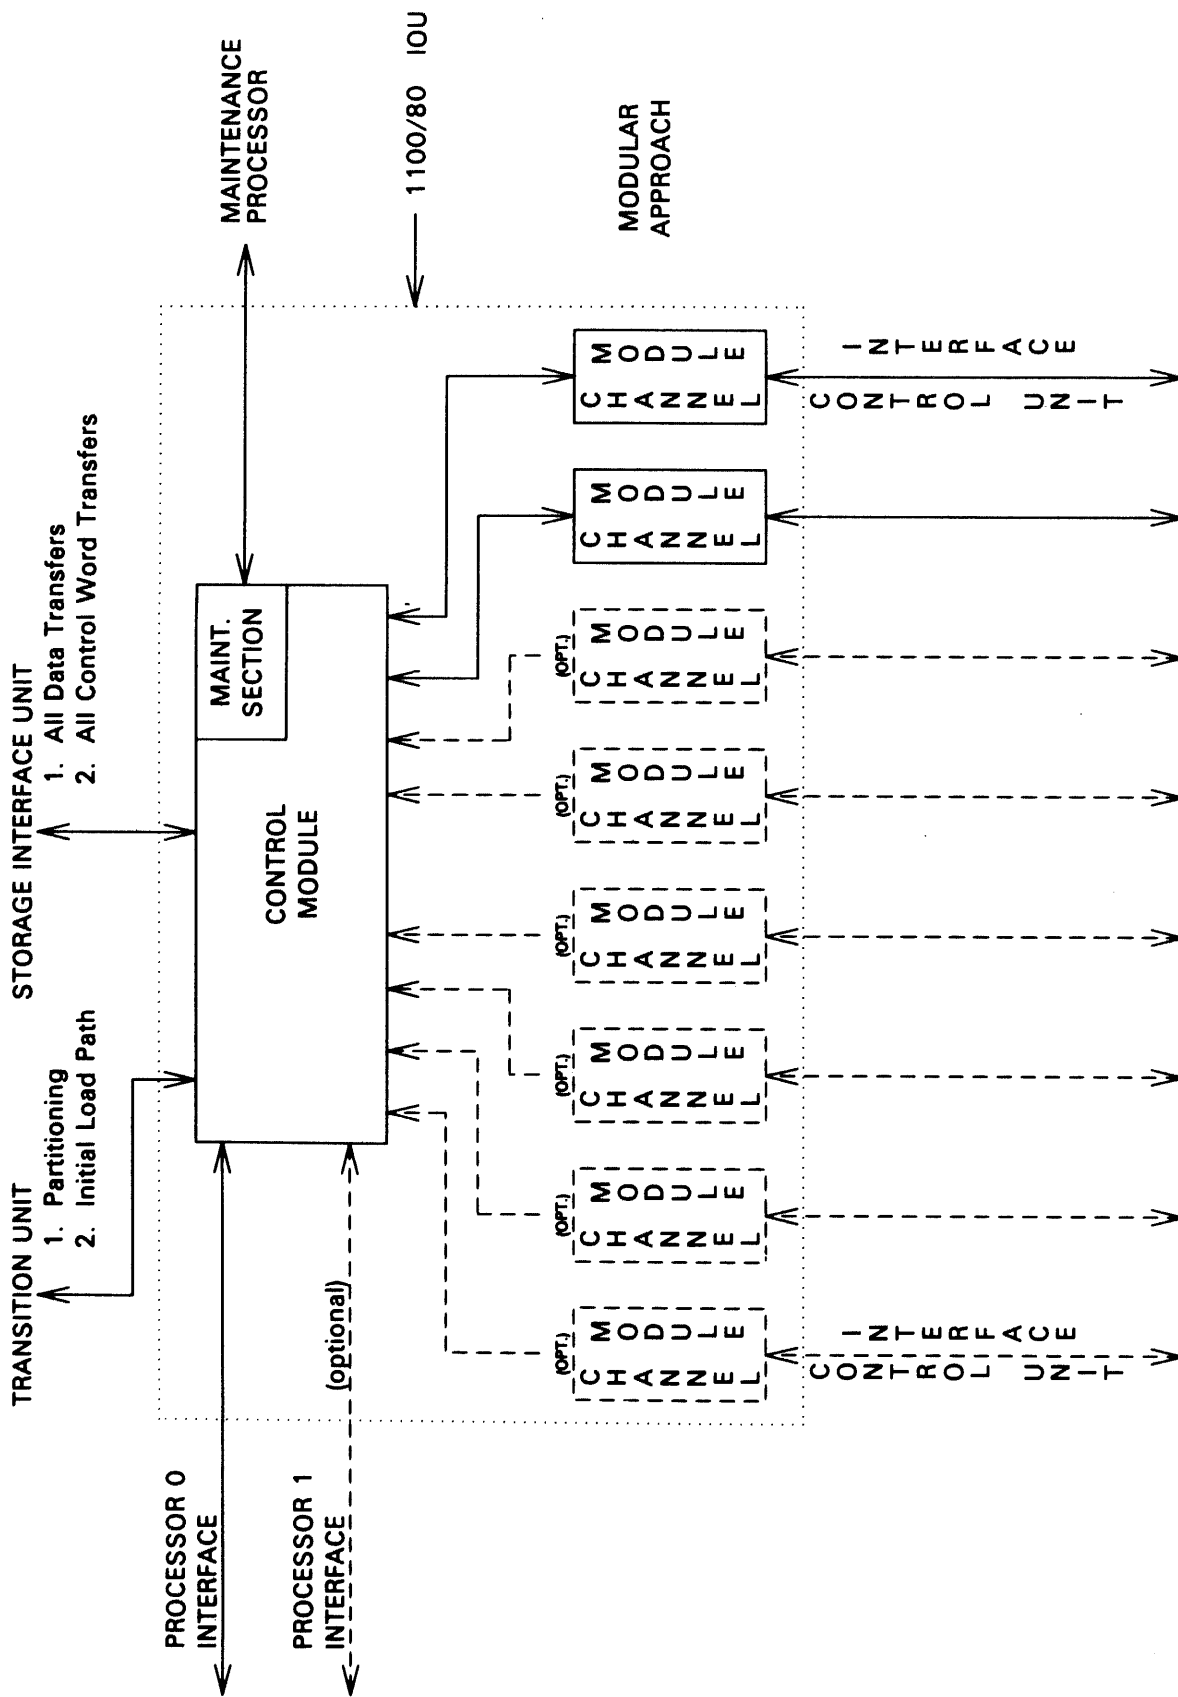 TRANSITION UNIT
1. Partitioning
2. Initial Load Path
STORAGE INTERFACE UNIT
1. All Data Transfers
2. All Control Word Transfers
PROCESSOR 0
INTERFACE
PROCESSOR 1
INTERFACE
(optional)
CONTROL
MODULE
MAINT.
SECTION
MAINTENANCE
PROCESSOR
1100/80 IOU
MODULAR
APPROACH
(OPT.)
CHANNEL
MODULE
(OPT.)
CHANNEL
MODULE
(OPT.)
CHANNEL
MODULE
(OPT.)
CHANNEL
MODULE
(OPT.)
CHANNEL
MODULE
(OPT.)
CHANNEL
MODULE
CHANNEL
MODULE
CHANNEL
MODULE
CONTROL UNIT
INTERFACE
CONTROL UNIT
INTERFACE